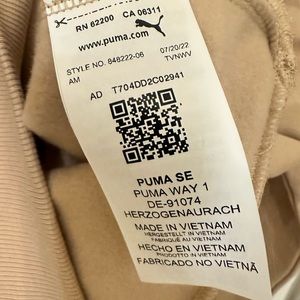 RN 62200 CA 06311
www.puma.com
STYLE NO. 848222-06 07/20/22
AM TVNWV
AD T704DD2C02941
PUMA SE
PUMA WAY 1
DE-91074
HERZOGENAURACH
MADE IN VIETNAM
HERGESTELLT IN VIETNAM
FABRIQUÉ AU VIETNAM
HECHO EN VIETNAM
PRODOTTO IN VIETNAM
FABRICADO NO VIETNÃ